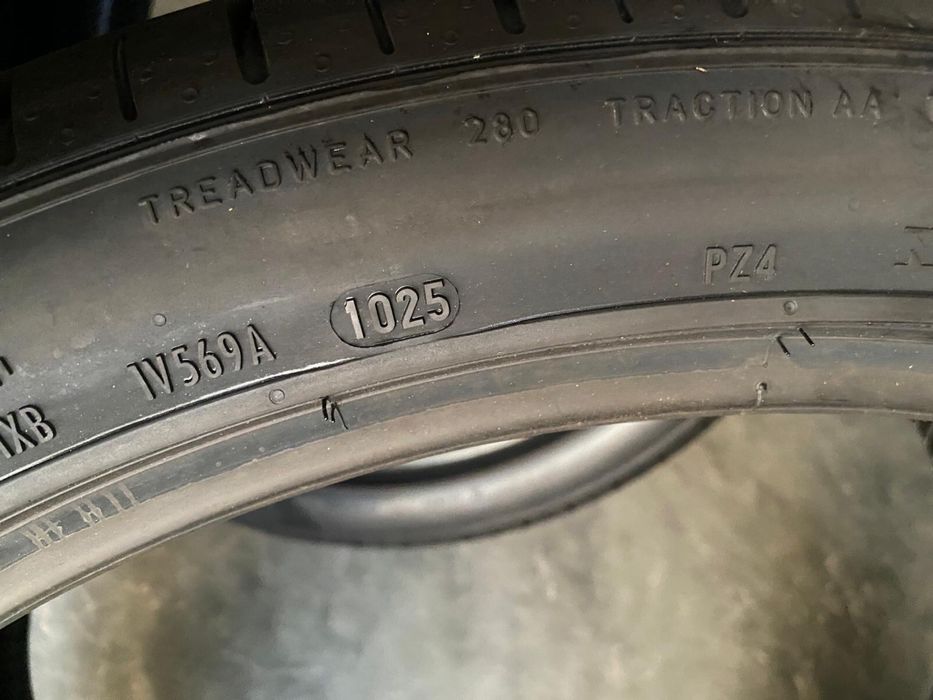 TREADWEAR 280 TRACTION AA
PZ4
1V569A 1025
XB